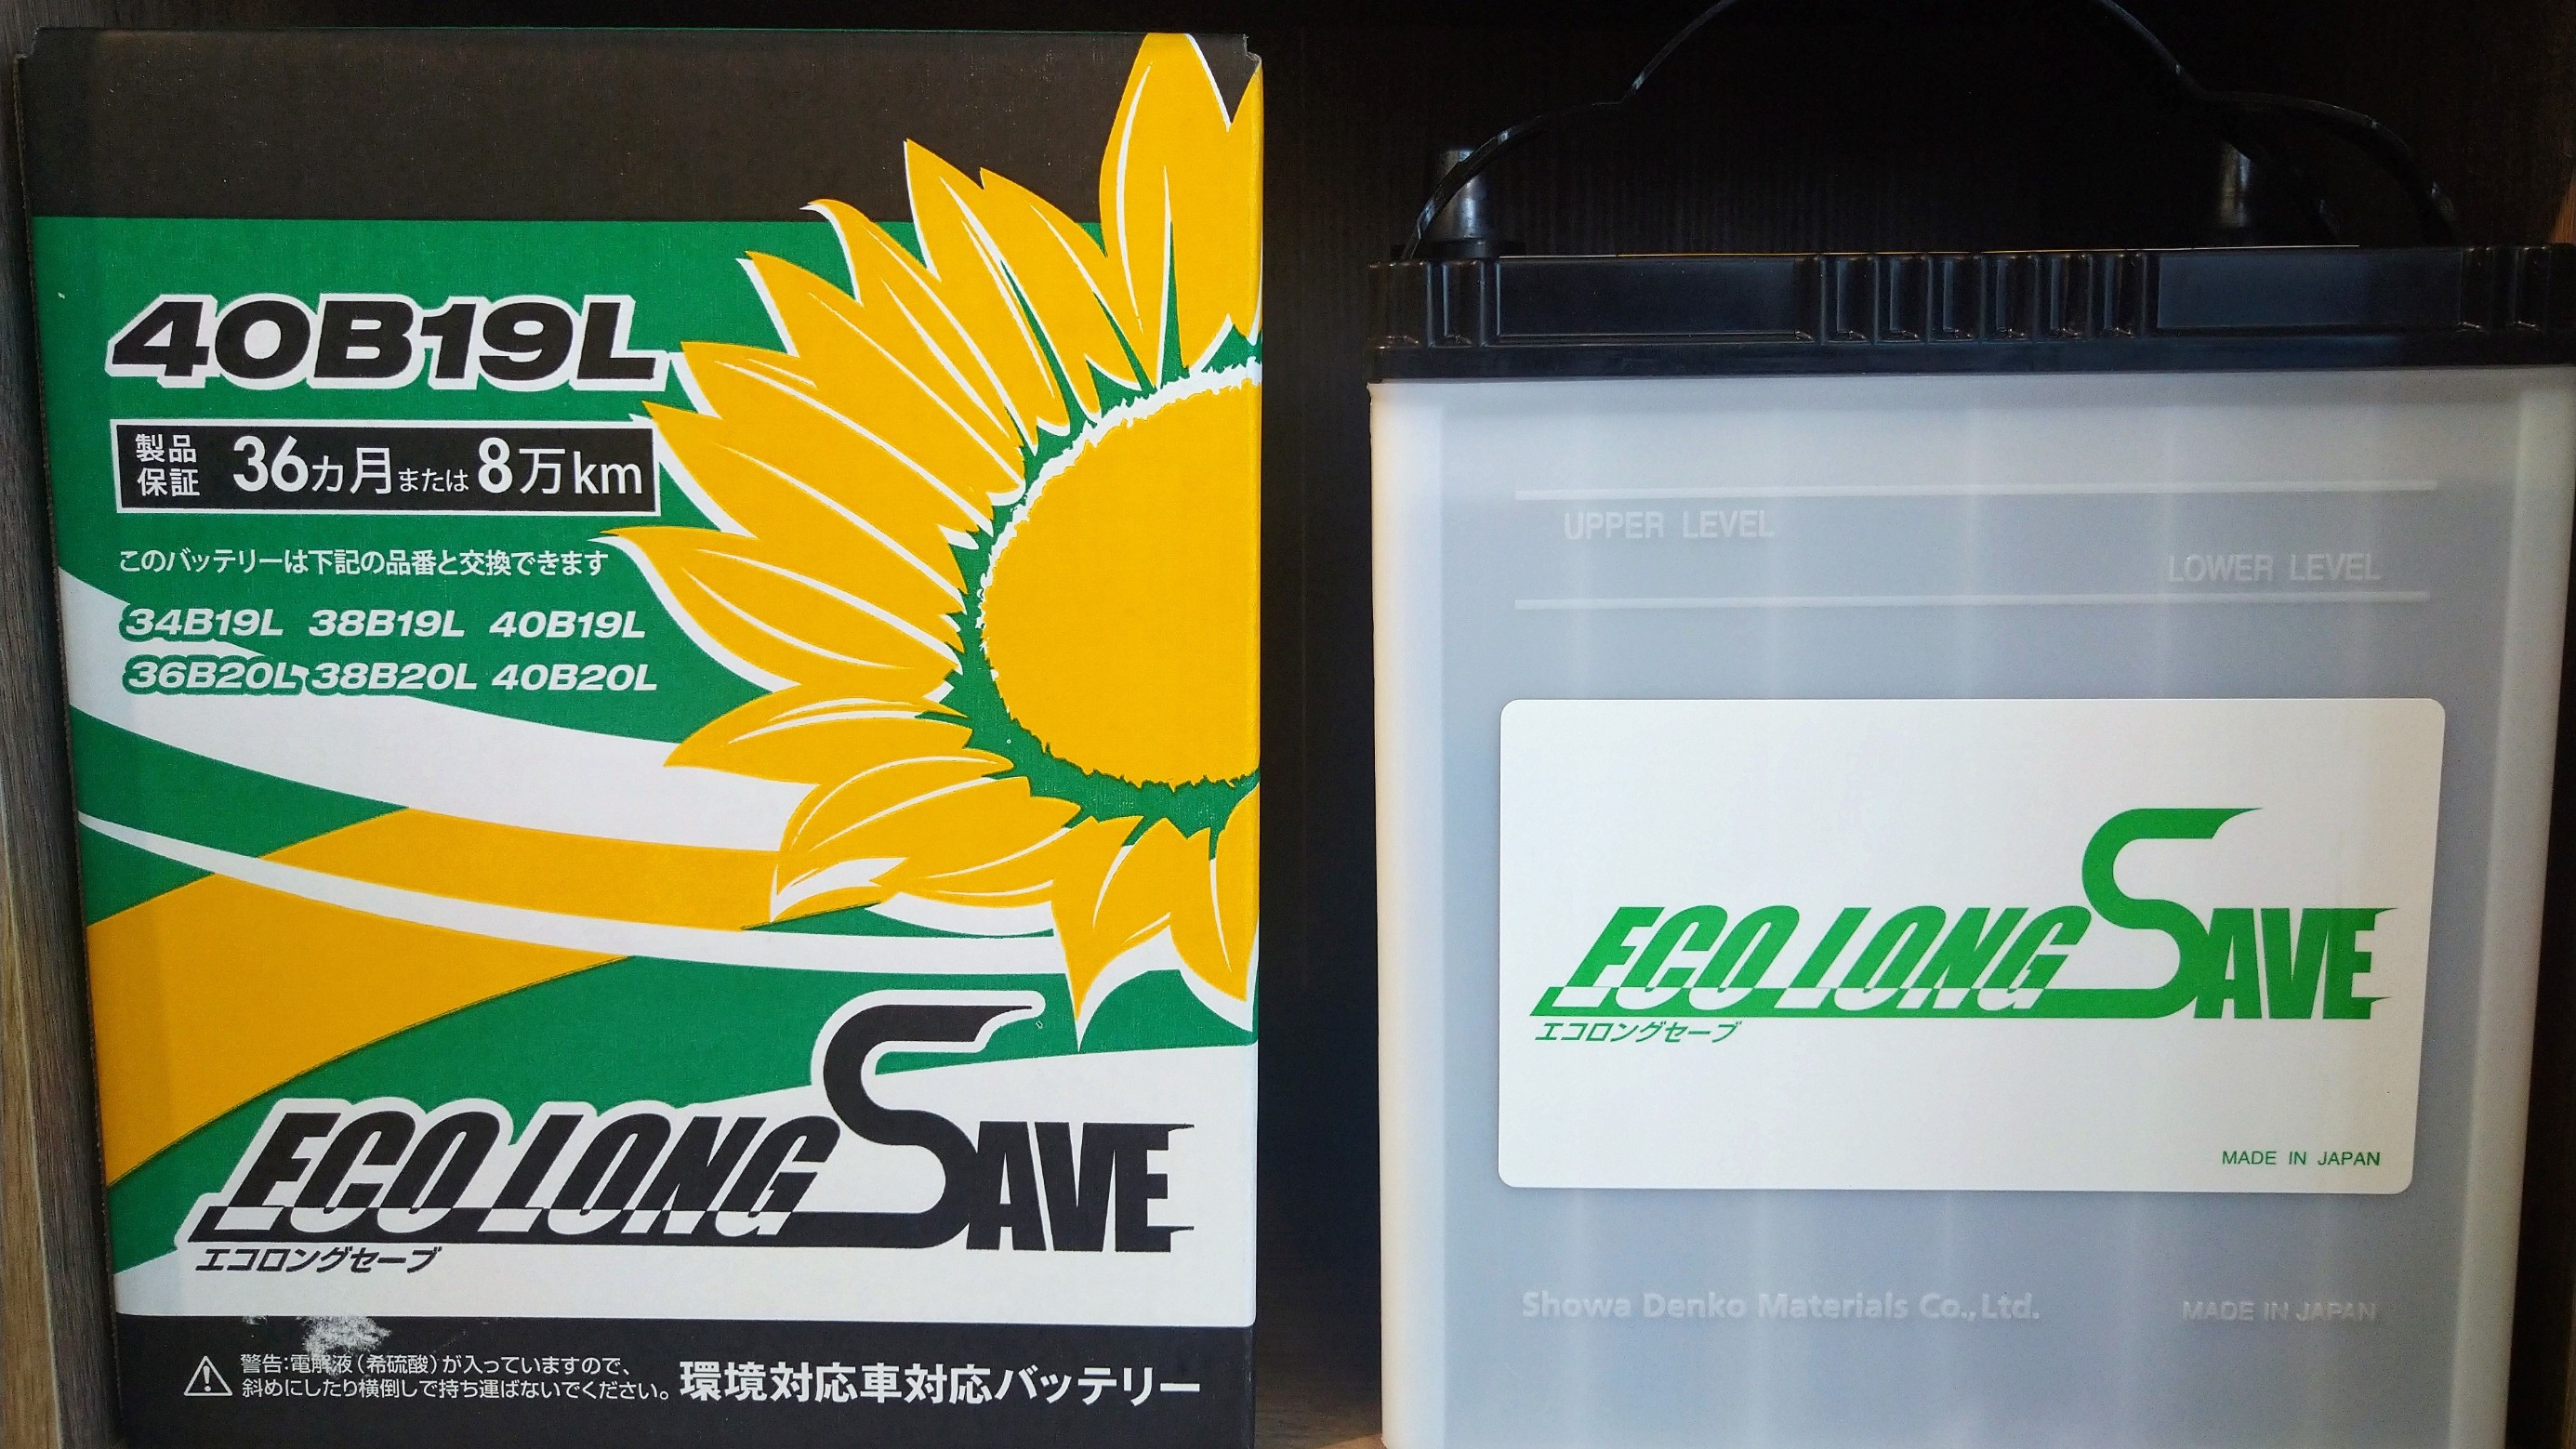 40B19L
製品保証 36カ月または8万km
このバッテリーは下記の品番と交換できます
34B19L 38B19L 40B19L
36B20L 38B20L 40B20L
ECO LONG SAVE
エコロングセーブ
警告:電解液(希硫酸)が入っていますので、
斜めにしたり横倒しで持ち運ばないでください。
環境対応車対応バッテリー
UPPER LEVEL
LOWER LEVEL
ECO LONG SAVE
エコロングセーブ
MADE IN JAPAN
Showa Denko Materials Co.,Ltd.
MADE IN JAPAN